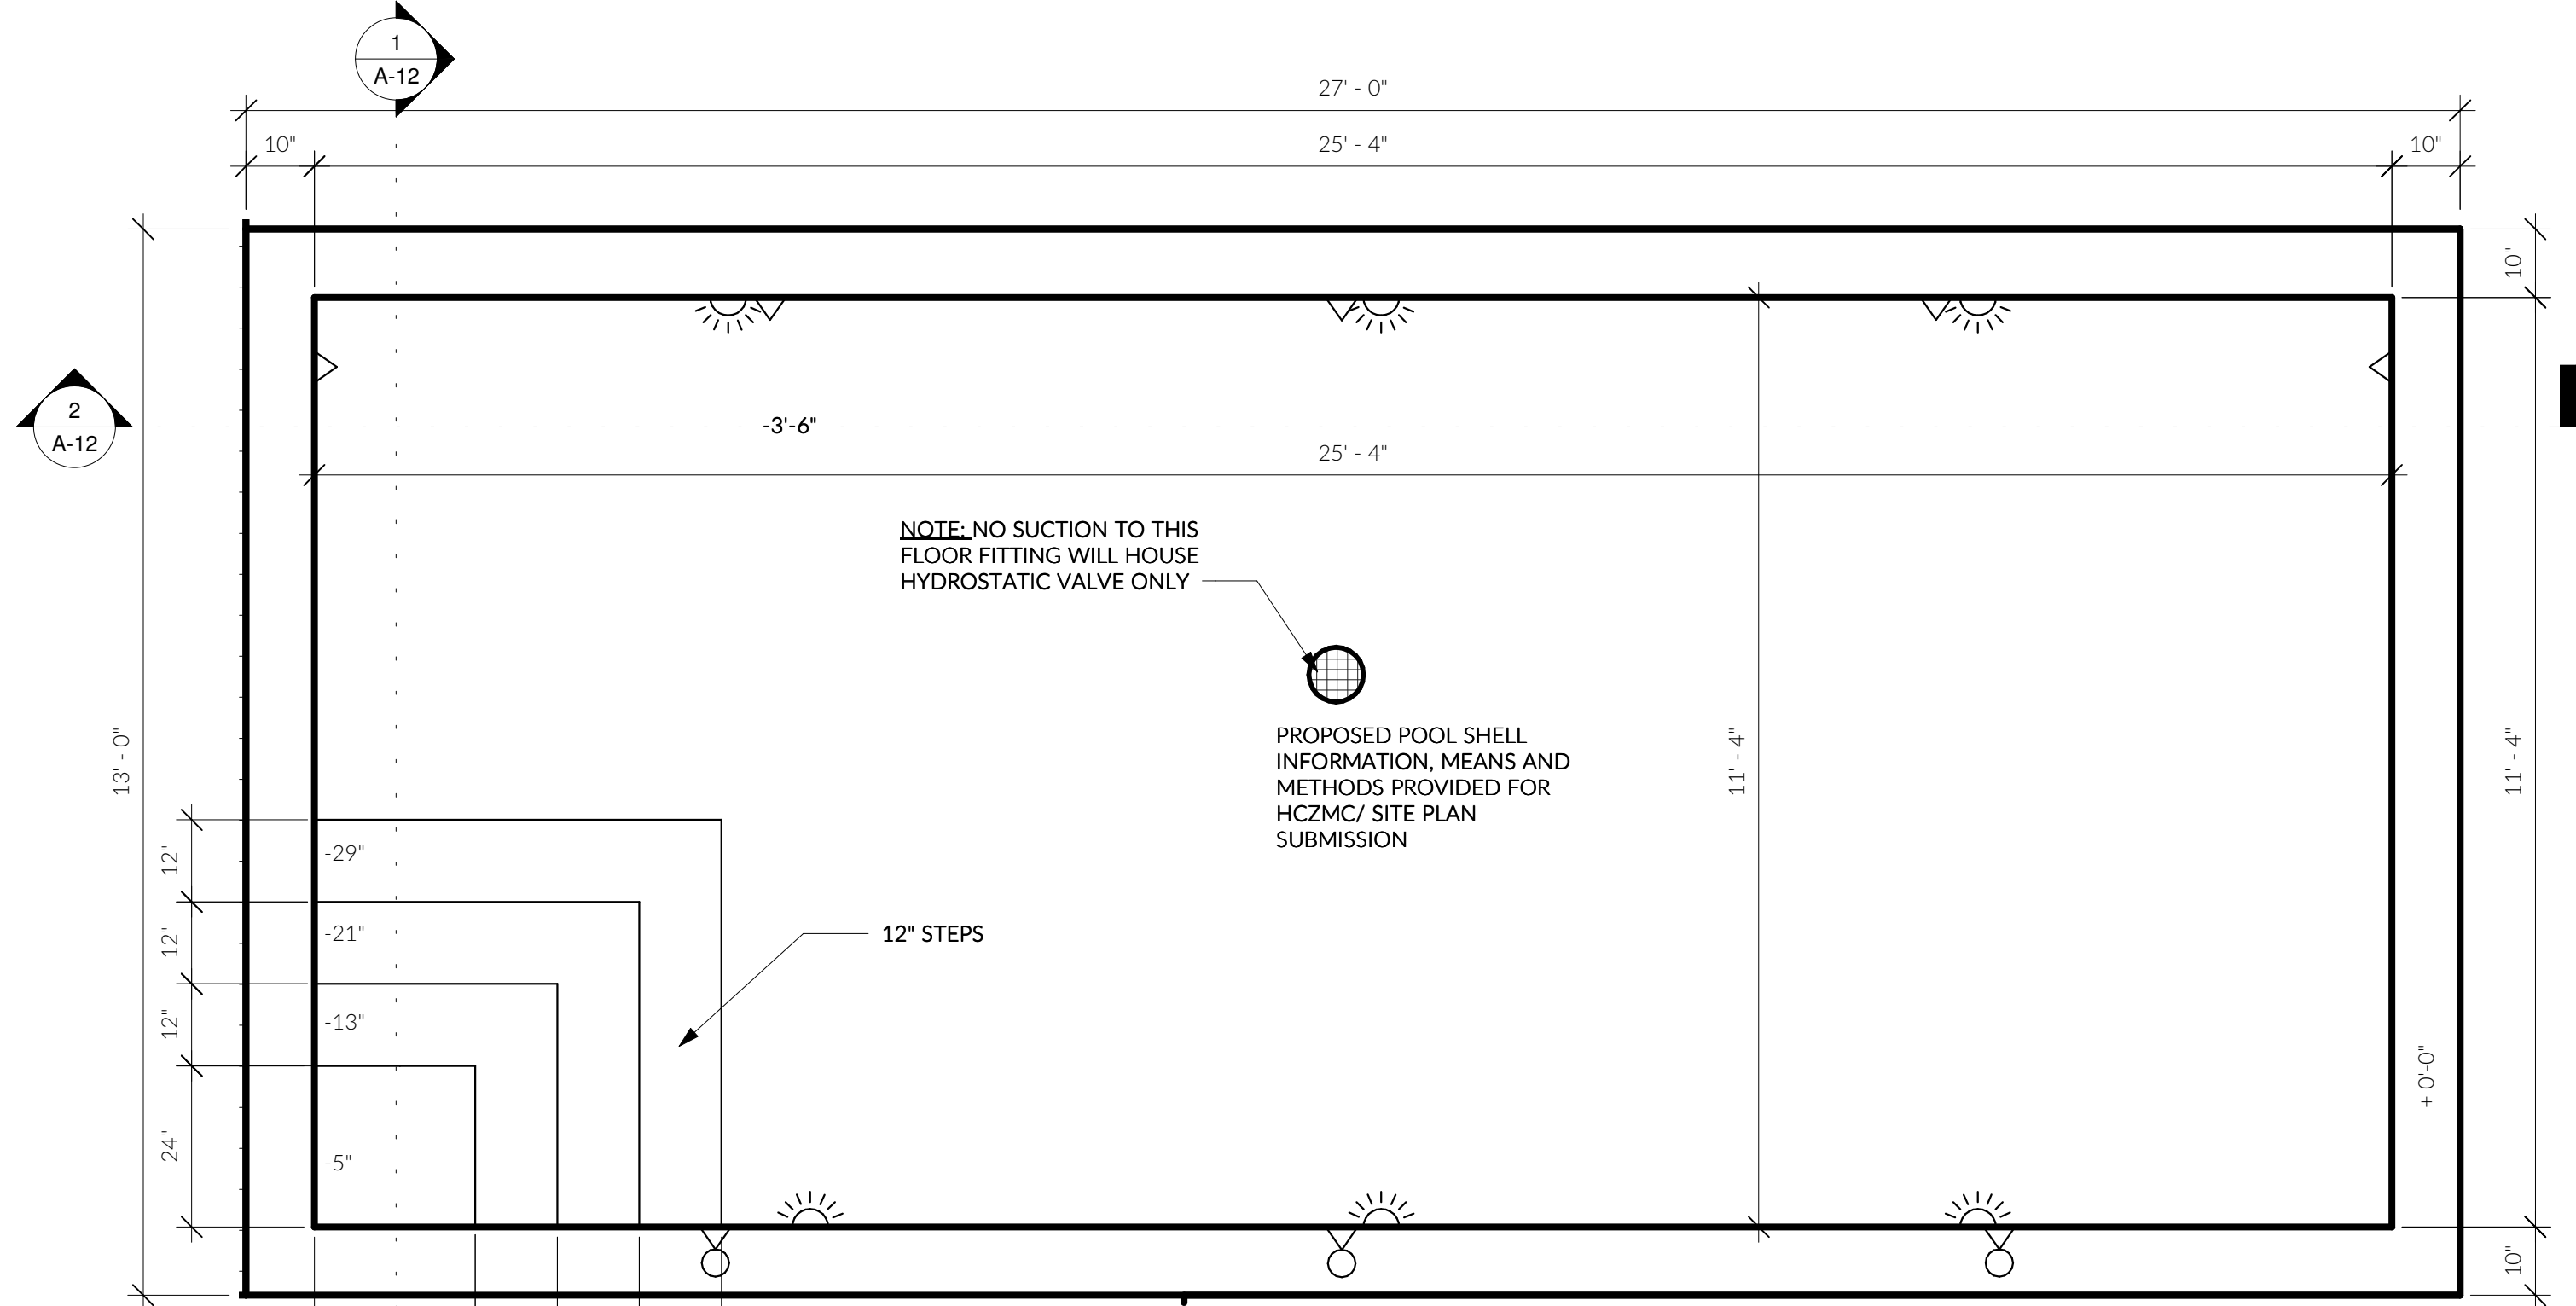 1
A-12
27' - 0"
10"
25' - 4"
10"
10"
2
A-12
-3'-6"
25' - 4"
NOTE: NO SUCTION TO THIS
FLOOR FITTING WILL HOUSE
HYDROSTATIC VALVE ONLY
PROPOSED POOL SHELL
INFORMATION, MEANS AND
METHODS PROVIDED FOR
HCZMC/ SITE PLAN
SUBMISSION
13' - 0"
11' - 4"
11' - 4"
12"
-29"
12"
-21"
12" STEPS
12"
-13"
+ 0'-0"
24"
-5"
10"